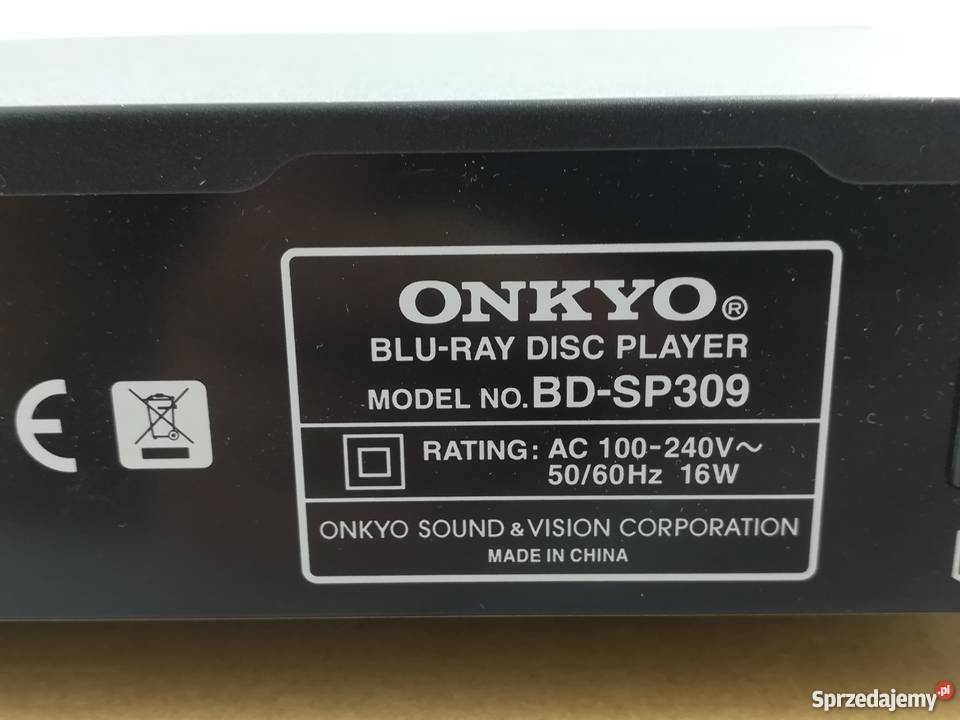 ONKYO®
BLU-RAY DISC PLAYER
MODEL NO. BD-SP309
CE
RATING: AC 100-240V~
50/60Hz 16W
ONKYO SOUND & VISION CORPORATION
MADE IN CHINA
Sprzedajemy.pl